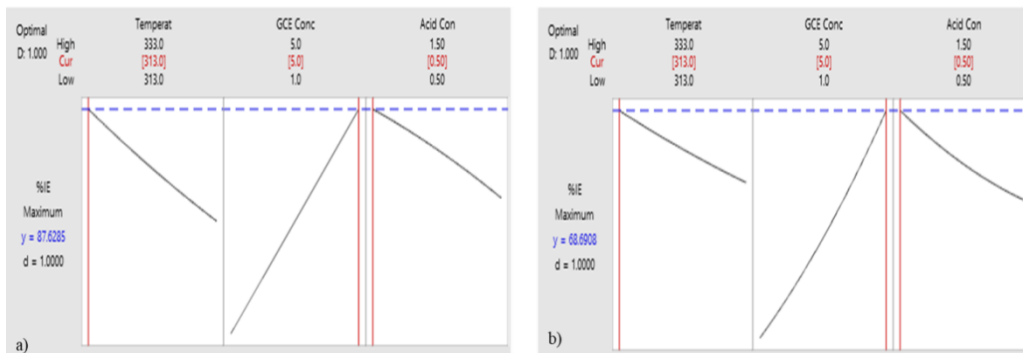 Optimal
D: 1.000
High
Cur
Low
Temperat
333.0
[313.0]
313.0
GCE Conc
5.0
[5.0]
1.0
Acid Con
1.50
[0.50]
0.50
%IE
Maximum
y = 87.6285
d = 1.0000
a)
Optimal
D: 1.000
High
Cur
Low
Temperat
333.0
[313.0]
313.0
GCE Conc
5.0
[5.0]
1.0
Acid Con
1.50
[0.50]
0.50
%IE
Maximum
y = 68.6908
d = 1.0000
b)